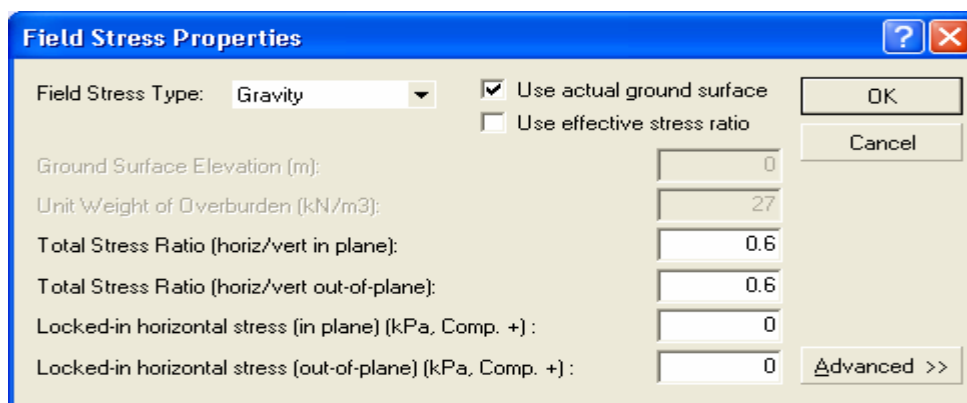 Field Stress Properties
Field Stress Type: Gravity
Use actual ground surface
Use effective stress ratio
OK
Cancel
Ground Surface Elevation (m): 0
Unit Weight of Overburden (kN/m3): 27
Total Stress Ratio (horiz/vert in plane): 0.6
Total Stress Ratio (horiz/vert out-of-plane): 0.6
Locked-in horizontal stress (in plane) (kPa, Comp. +) : 0
Locked-in horizontal stress (out-of-plane) (kPa, Comp. +) : 0
Advanced >>